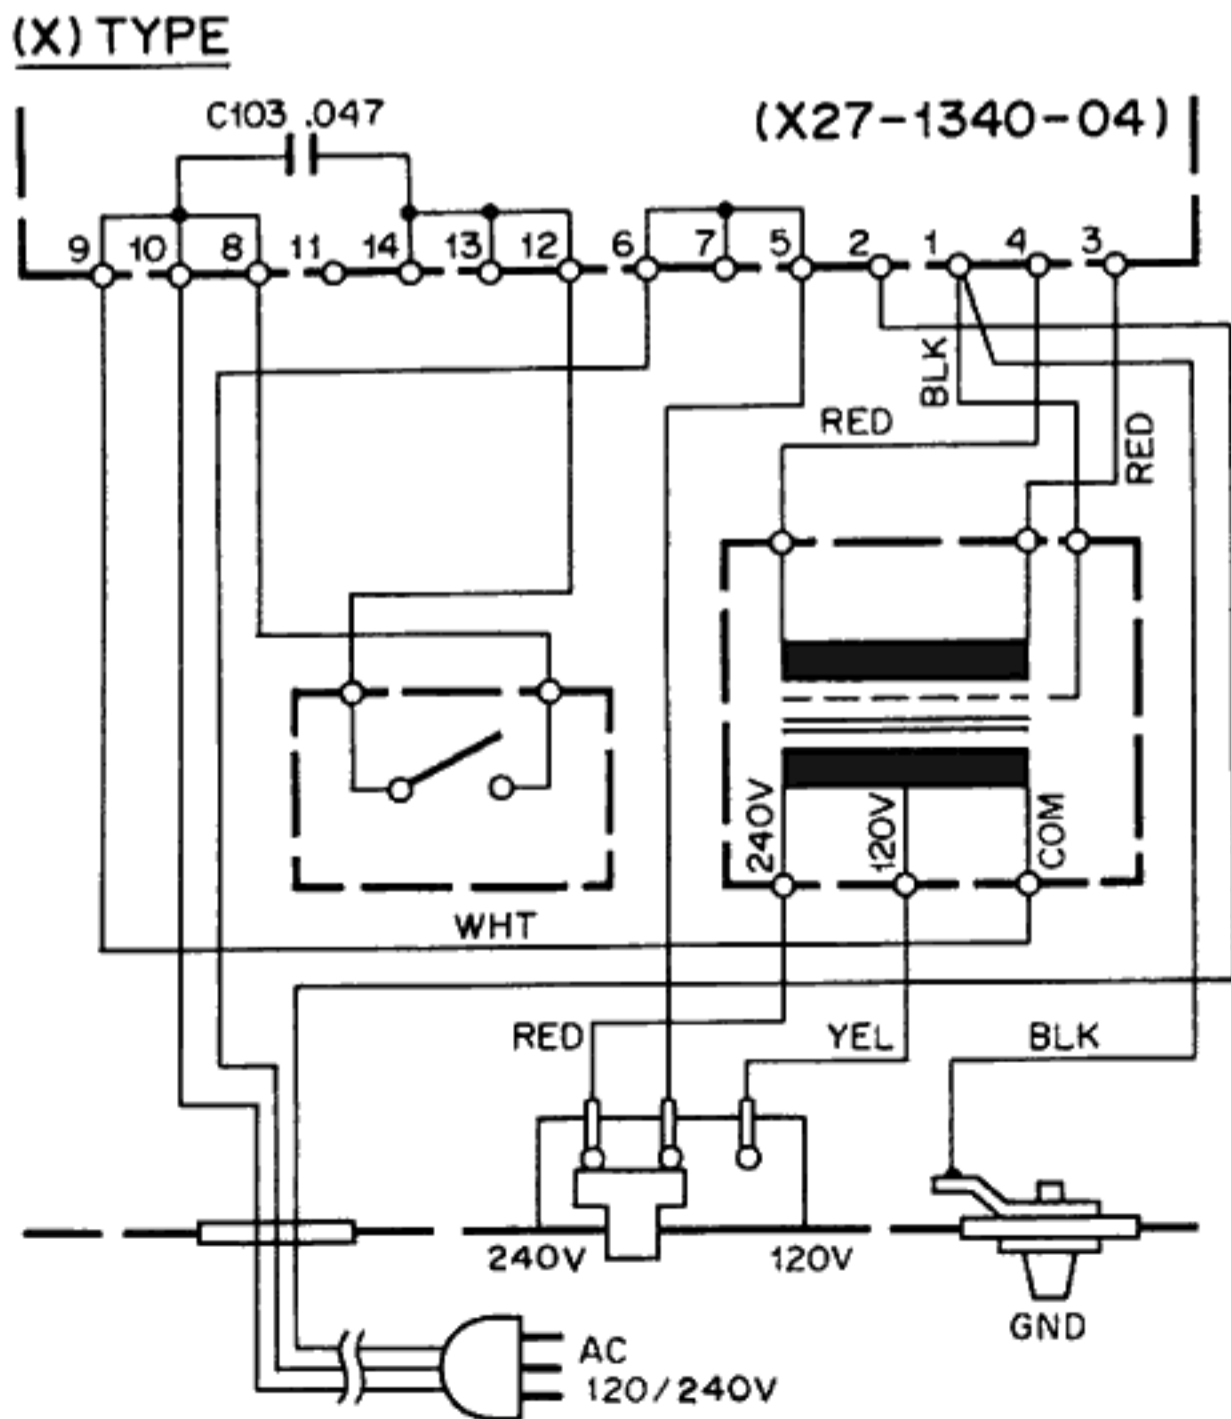 (X) TYPE
C103 .047
(X27-1340-04)
9 10 8 11 14 13 12 6 7 5 2 1 4 3
BLK
RED
RED
240V
120V
COM
WHT
RED
YEL
BLK
240V
120V
GND
AC
120/240V